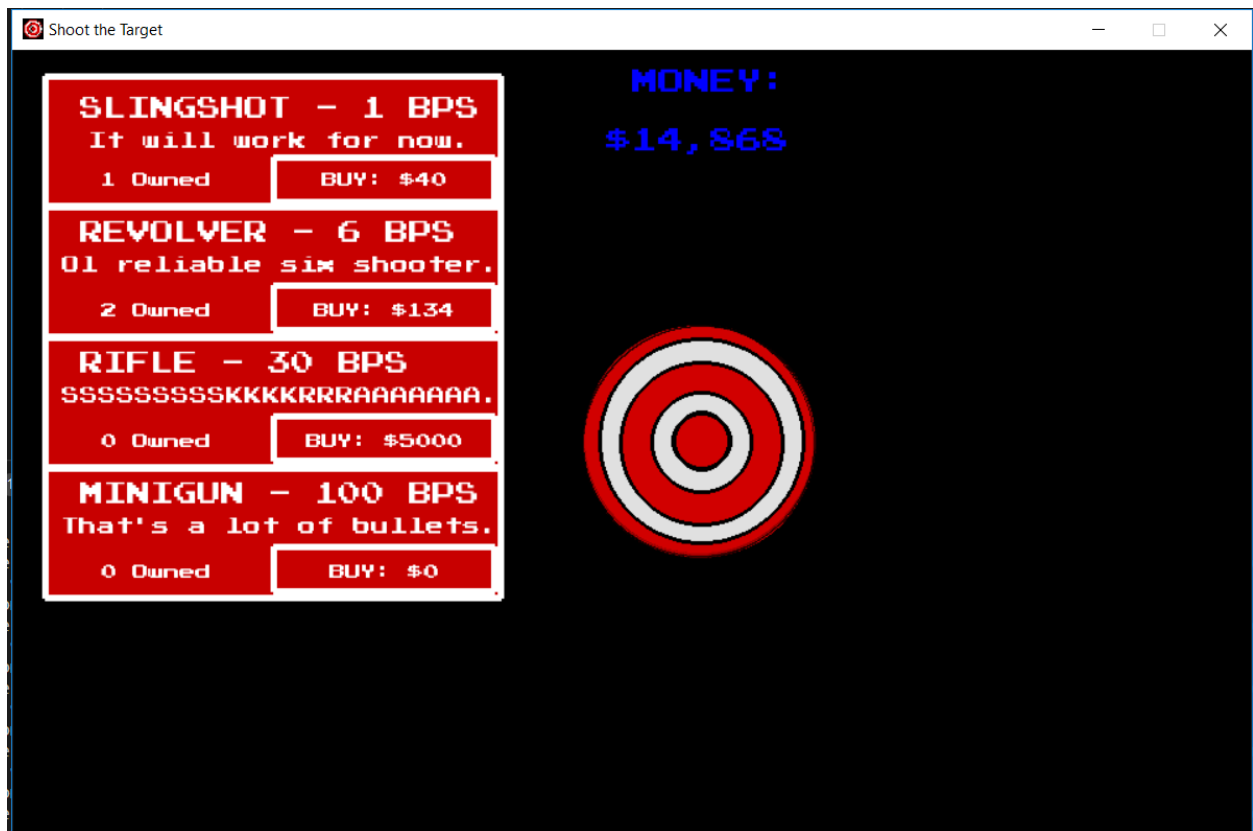 Shoot the Target
SLINGSHOT - 1 BPS
It will work for now.
1 Owned
BUY: $40
REVOLVER - 6 BPS
Ol reliable six shooter.
2 Owned
BUY: $134
RIFLE - 30 BPS
SSSSSSSSSKKKKRRRAAAAAAA.
0 Owned
BUY: $5000
MINIGUN - 100 BPS
That's a lot of bullets.
0 Owned
BUY: $0
MONEY:
$14,868